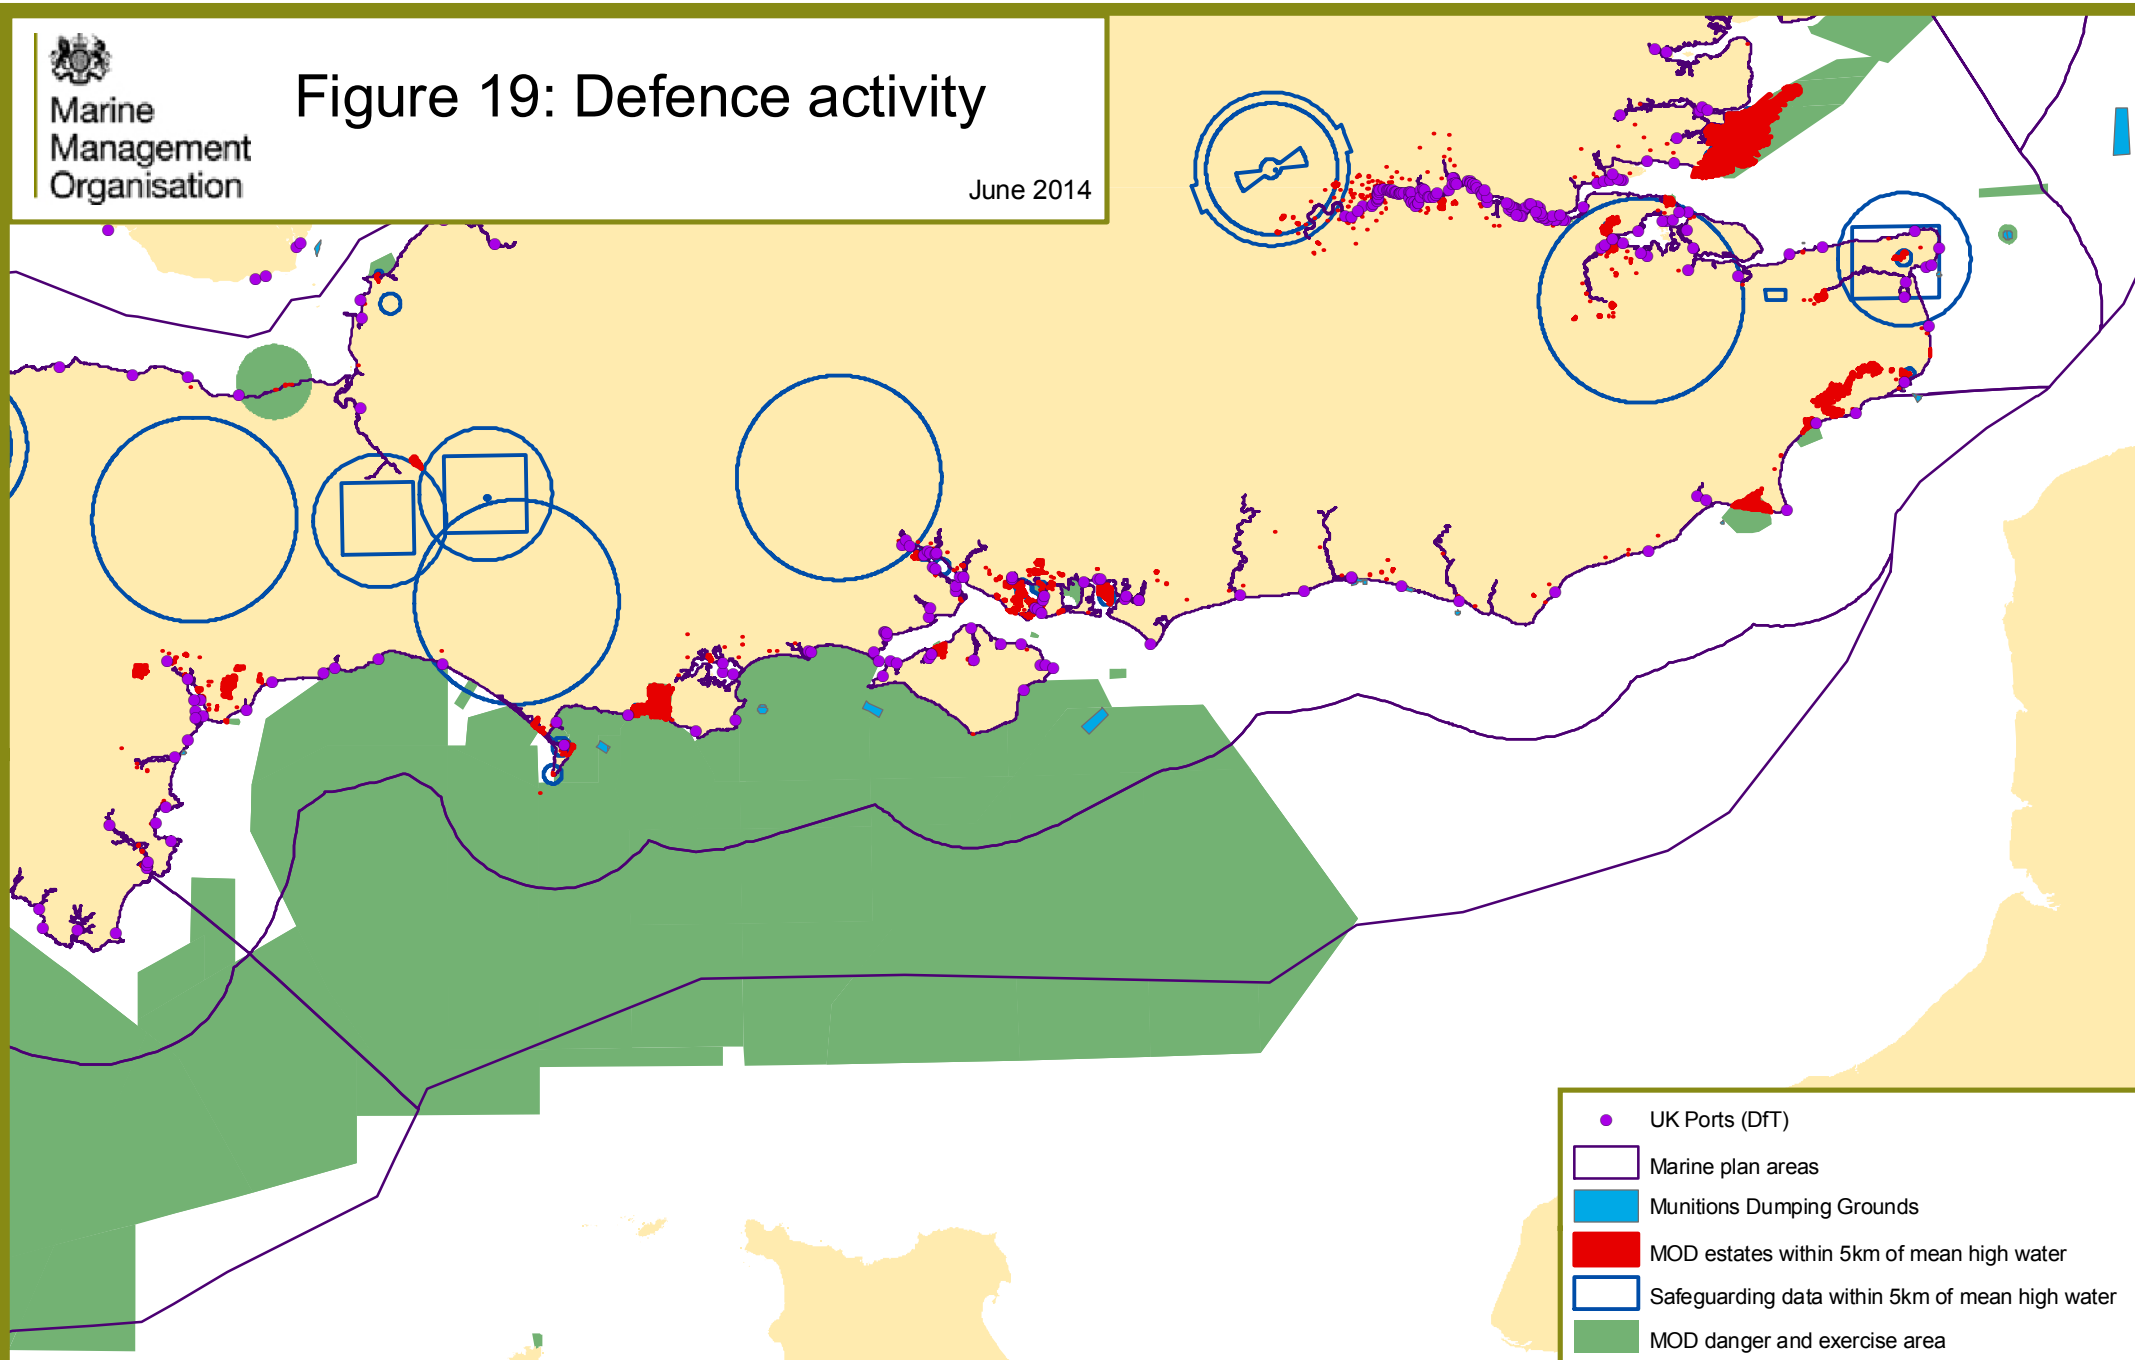 Marine
Management
Organisation
Figure 19: Defence activity
June 2014
UK Ports (DfT)
Marine plan areas
Munitions Dumping Grounds
MOD estates within 5km of mean high water
Safeguarding data within 5km of mean high water
MOD danger and exercise area